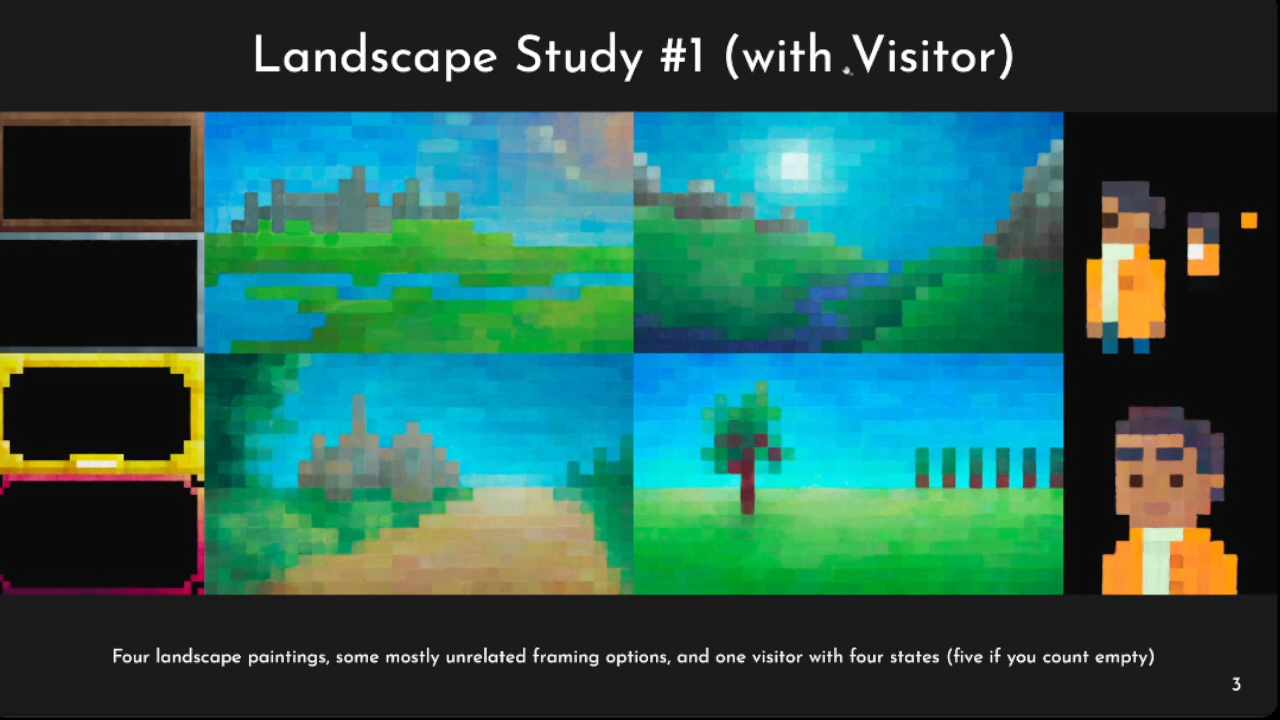 Landscape Study #1 (with Visitor)
Four landscape paintings, some mostly unrelated framing options, and one visitor with four states (five if you count empty)
3